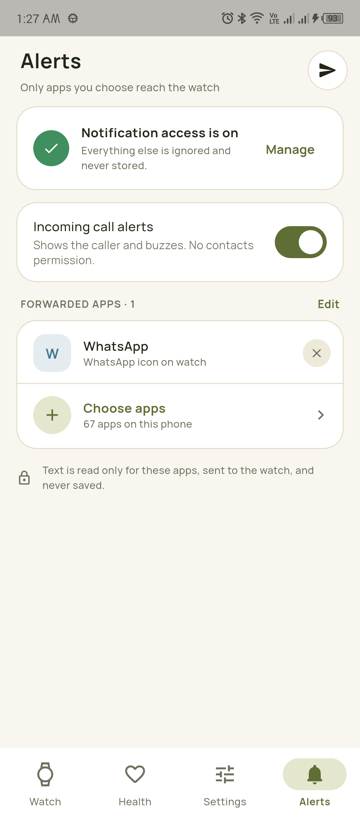 1:27 AM
Vo
LTE
93
Alerts
Only apps you choose reach the watch
Notification access is on
Everything else is ignored and
never stored.
Manage
Incoming call alerts
Shows the caller and buzzes. No contacts
permission.
FORWARDED APPS · 1
Edit
W
WhatsApp
WhatsApp icon on watch
Choose apps
67 apps on this phone
Text is read only for these apps, sent to the watch, and
never saved.
Watch
Health
Settings
Alerts